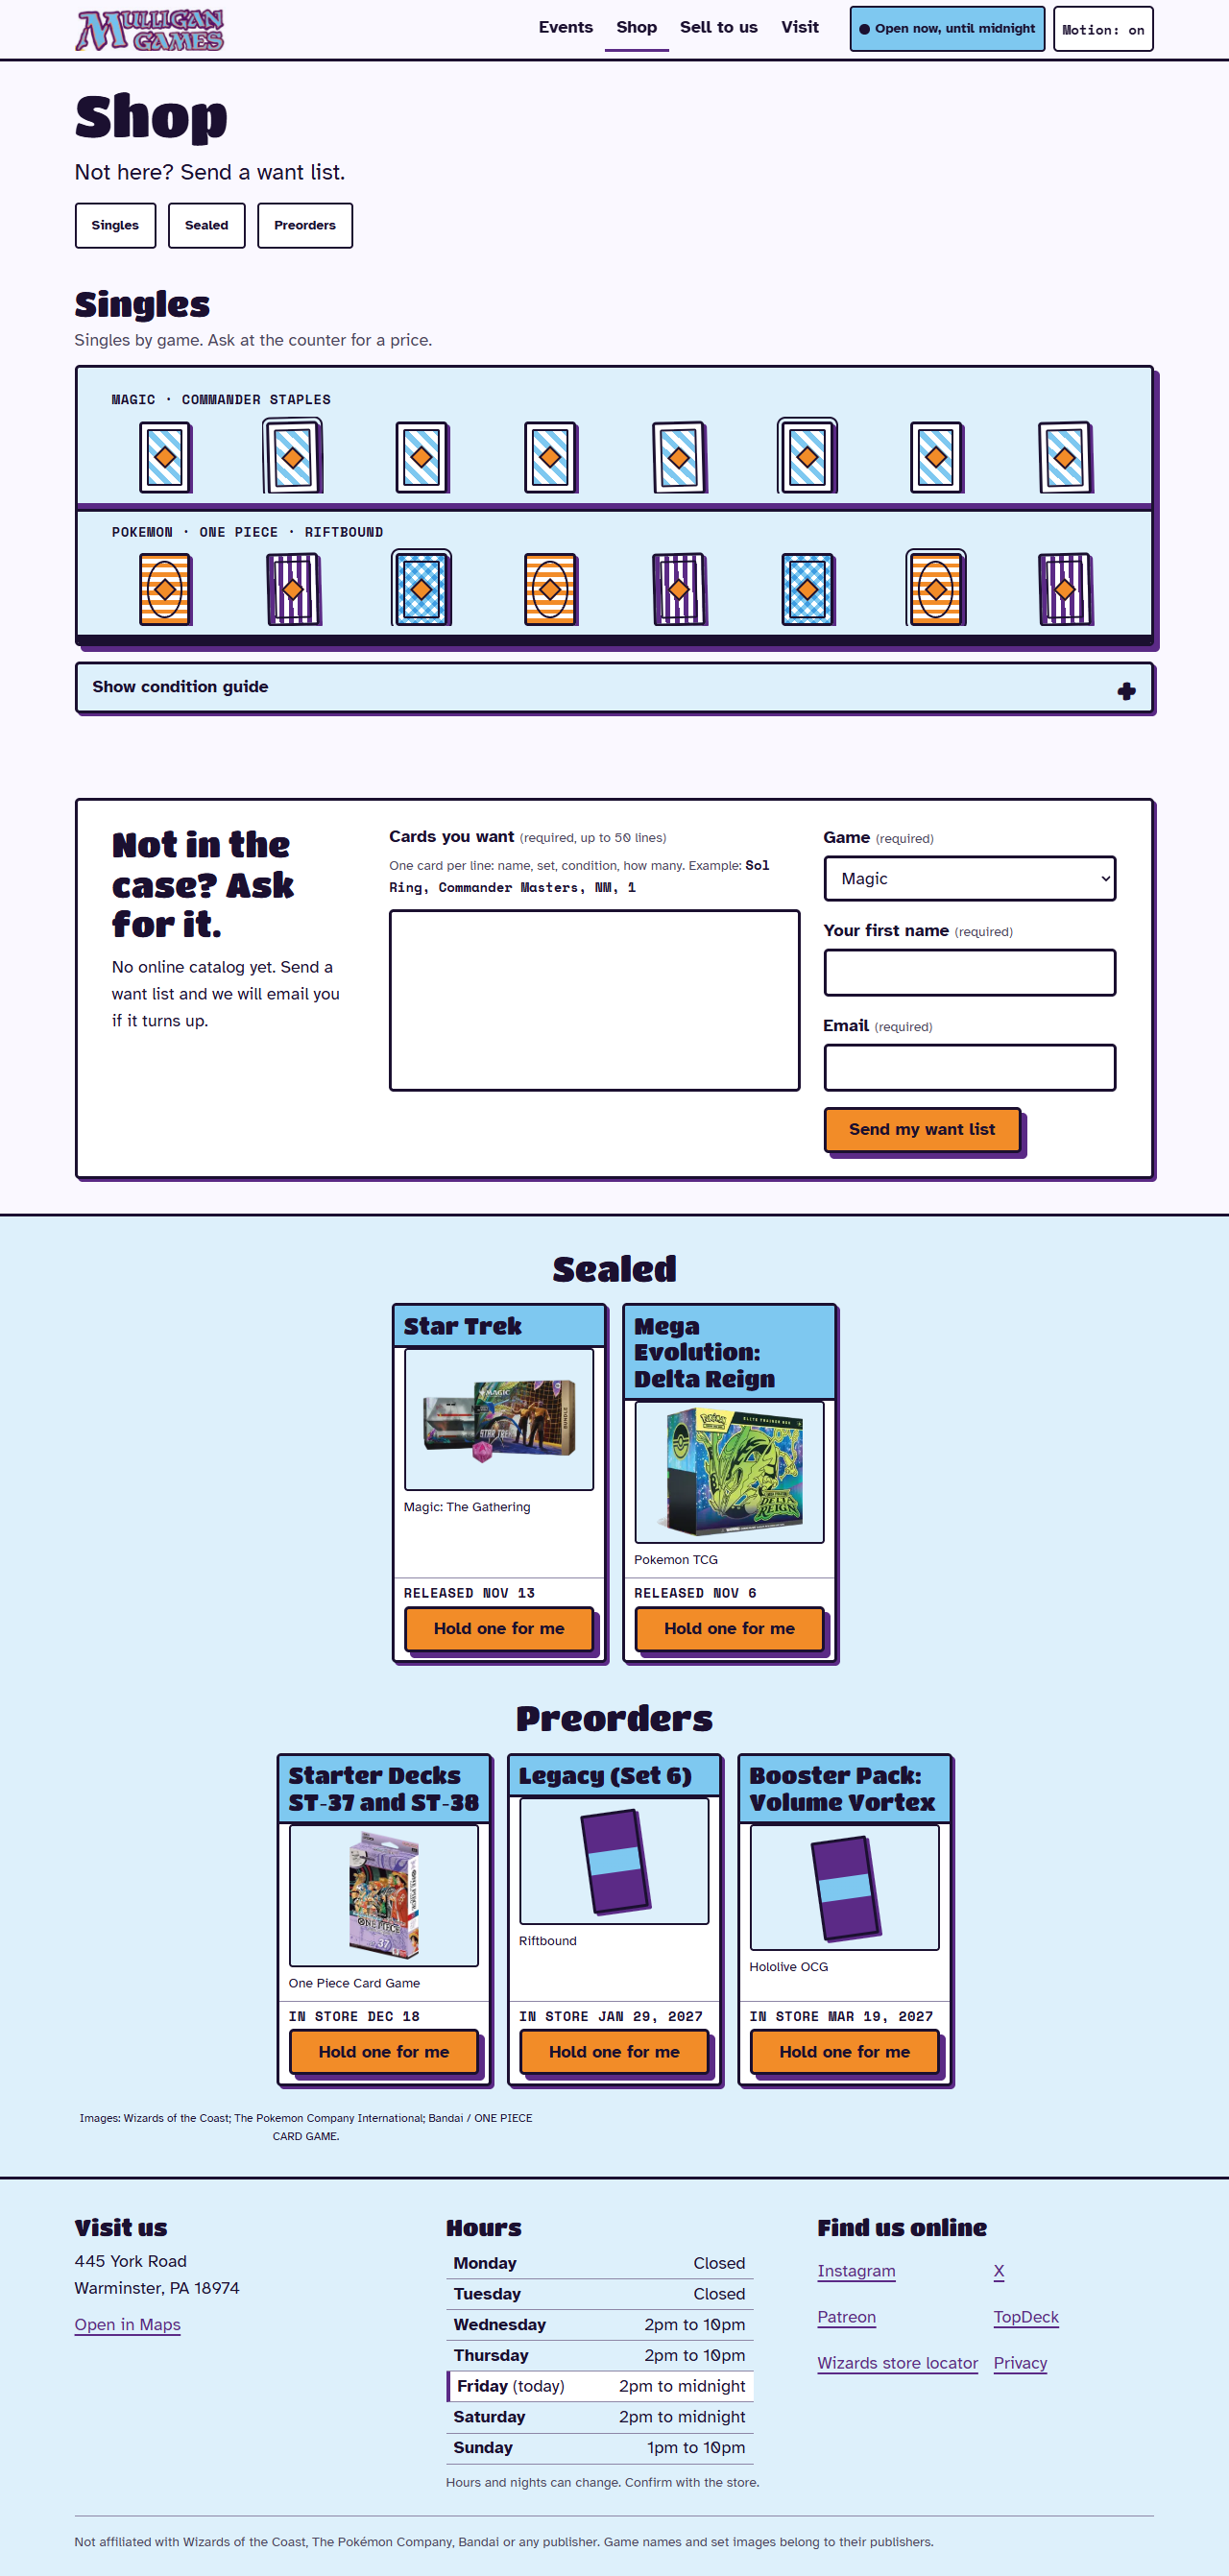 MULLIGAN GAMES
Events Shop Sell to us Visit Open now, until midnight Motion: on
Shop
Not here? Send a want list.
Singles Sealed Preorders
Singles
Singles by game. Ask at the counter for a price.
MAGIC · COMMANDER STAPLES
POKEMON · ONE PIECE · RIFTBOUND
Show condition guide
Not in the
case? Ask
for it.
No online catalog yet. Send a
want list and we will email you
if it turns up.
Cards you want (required, up to 50 lines)
One card per line: name, set, condition, how many. Example: Sol
Ring, Commander Masters, NM, 1
Game (required)
Magic
Your first name (required)
Email (required)
Send my want list
Sealed
Star Trek
MAGIC
STAR TREK
BUNDLE
Magic: The Gathering
RELEASED NOV 13
Hold one for me
Mega
Evolution:
Delta Reign
POKÉMON
ELITE TRAINER BOX
DELTA
REIGN
Pokemon TCG
RELEASED NOV 6
Hold one for me
Preorders
Starter Decks
ST-37 and ST-38
ONE PIECE
37
One Piece Card Game
IN STORE DEC 18
Hold one for me
Legacy (Set 6)
Riftbound
IN STORE JAN 29, 2027
Hold one for me
Booster Pack:
Volume Vortex
Hololive OCG
IN STORE MAR 19, 2027
Hold one for me
Images: Wizards of the Coast; The Pokemon Company International; Bandai / ONE PIECE
CARD GAME.
Visit us
445 York Road
Warminster, PA 18974
Open in Maps
Hours
Monday Closed
Tuesday Closed
Wednesday 2pm to 10pm
Thursday 2pm to 10pm
Friday (today) 2pm to midnight
Saturday 2pm to midnight
Sunday 1pm to 10pm
Hours and nights can change. Confirm with the store.
Find us online
Instagram X
Patreon TopDeck
Wizards store locator Privacy
Not affiliated with Wizards of the Coast, The Pokémon Company, Bandai or any publisher. Game names and set images belong to their publishers.